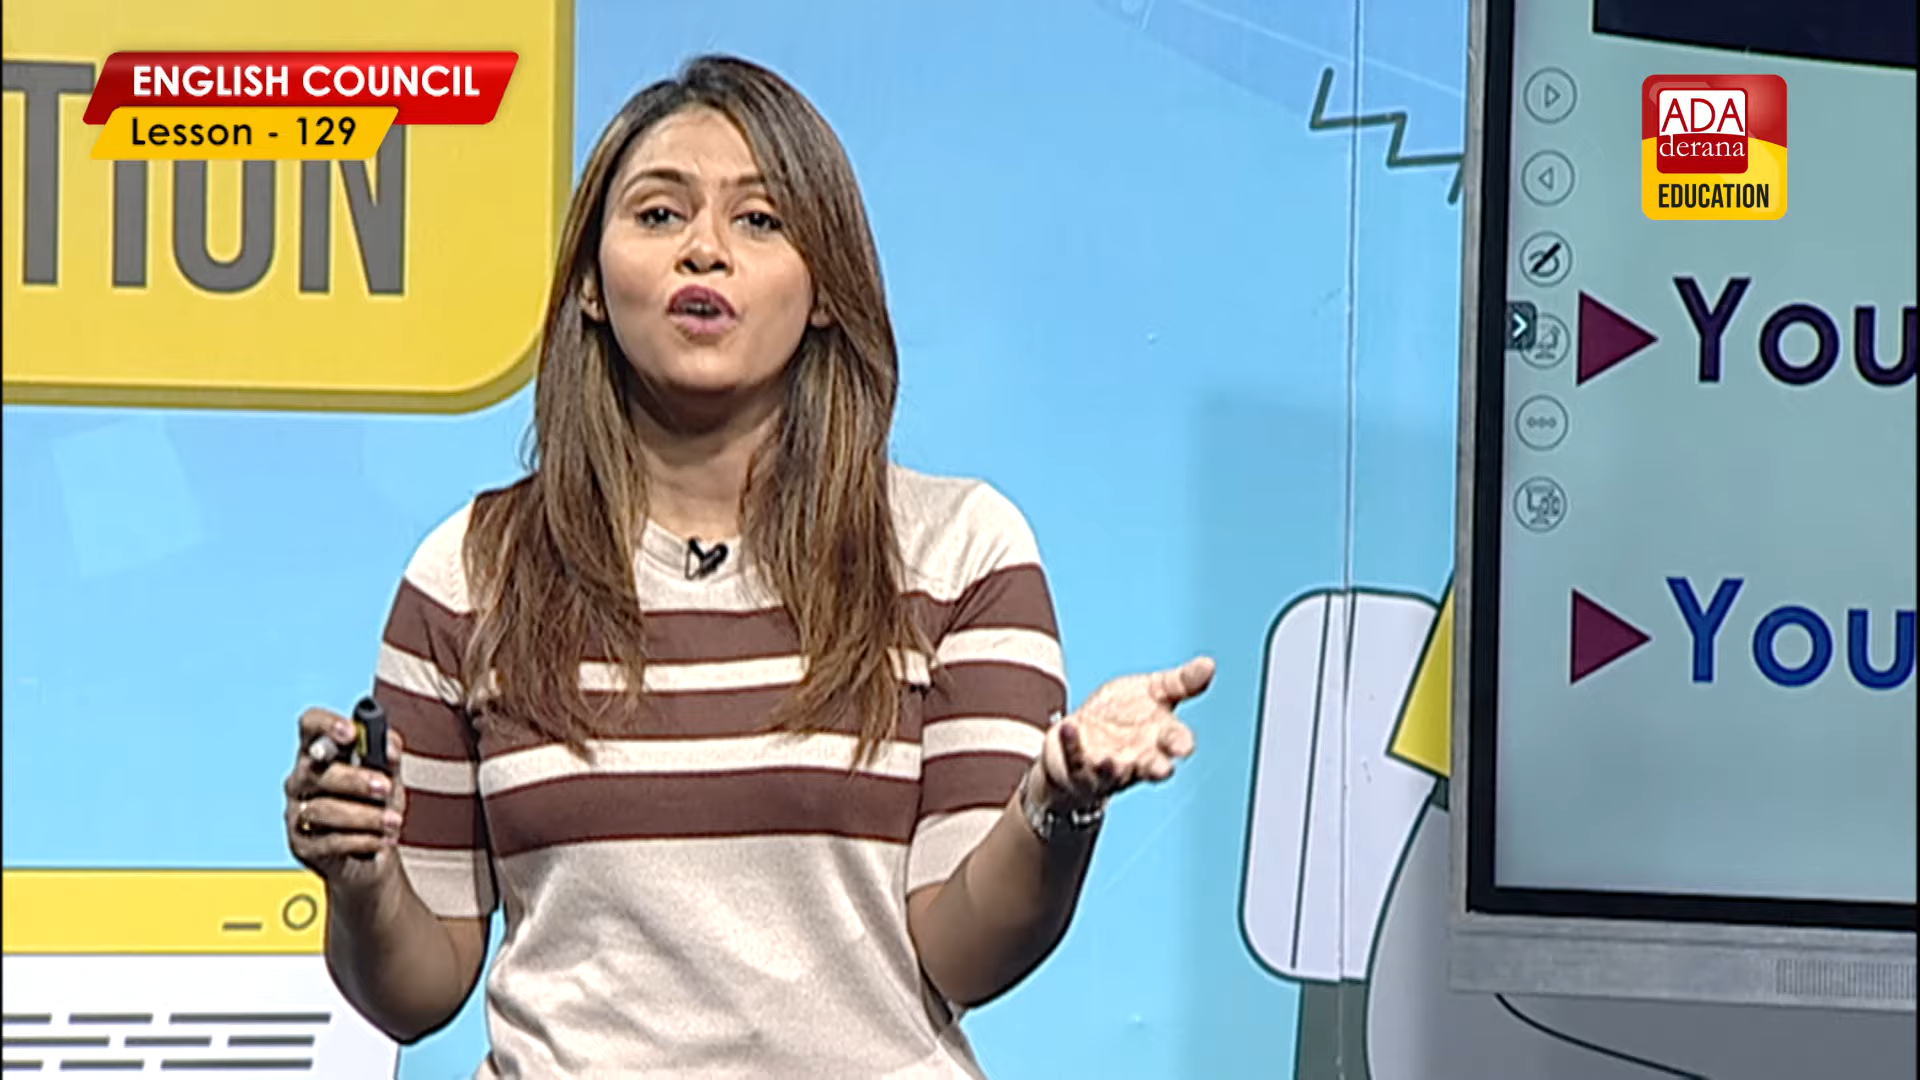 ENGLISH COUNCIL
Lesson - 129
TION
ADA
derana
EDUCATION
You
You